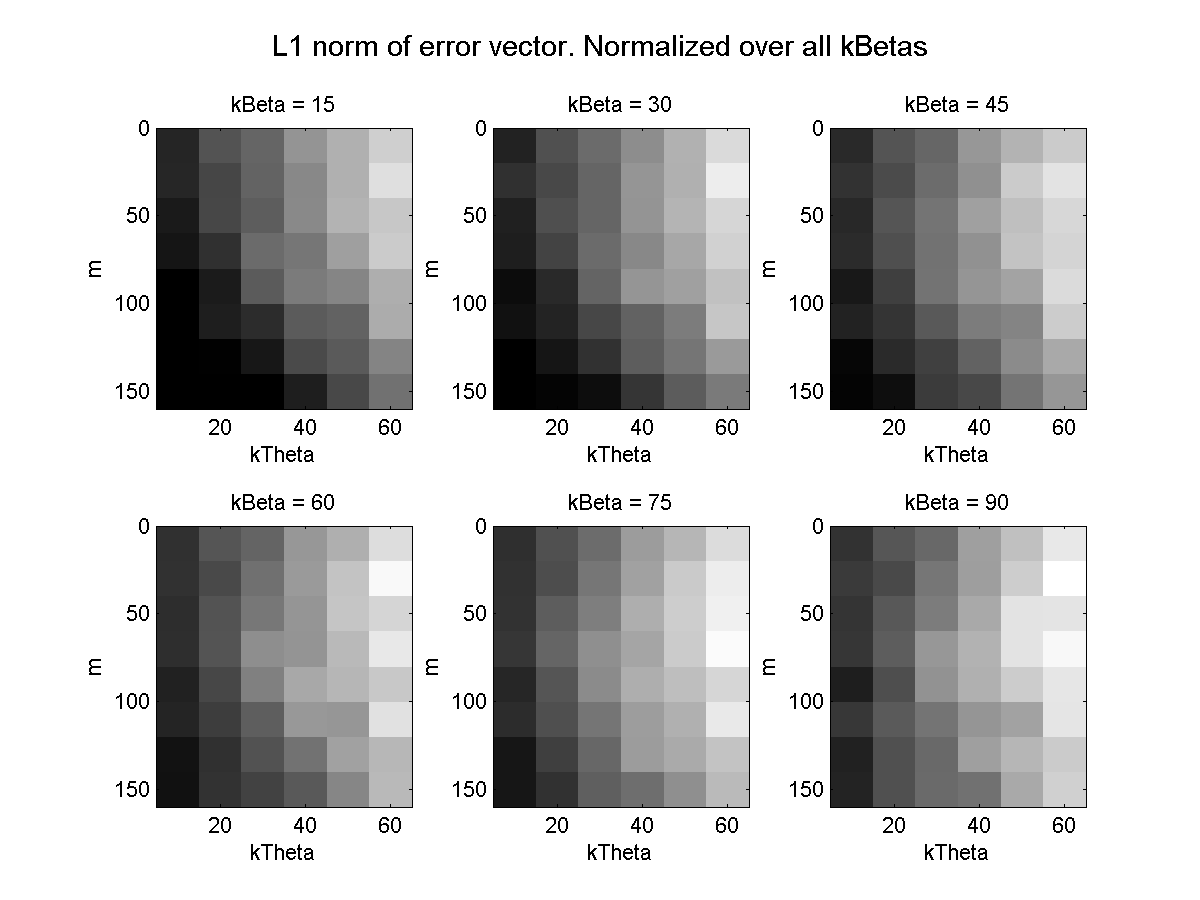 L1 norm of error vector. Normalized over all kBetas
kBeta = 15
0
50
100
150
m
20 40 60
kTheta
kBeta = 30
0
50
100
150
m
20 40 60
kTheta
kBeta = 45
0
50
100
150
m
20 40 60
kTheta
kBeta = 60
0
50
100
150
m
20 40 60
kTheta
kBeta = 75
0
50
100
150
m
20 40 60
kTheta
kBeta = 90
0
50
100
150
m
20 40 60
kTheta